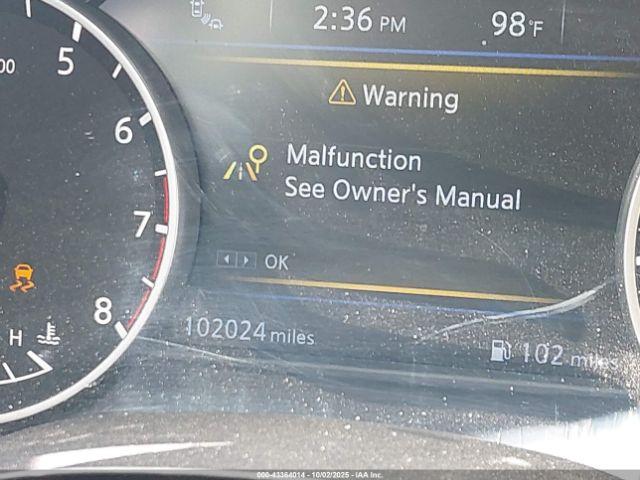 2:36 PM
98°F
00
5
6
7
8
H
Warning
Malfunction
See Owner's Manual
OK
102024 miles
102 miles
000-43364014 - 10/02/2025 - IAA Inc.